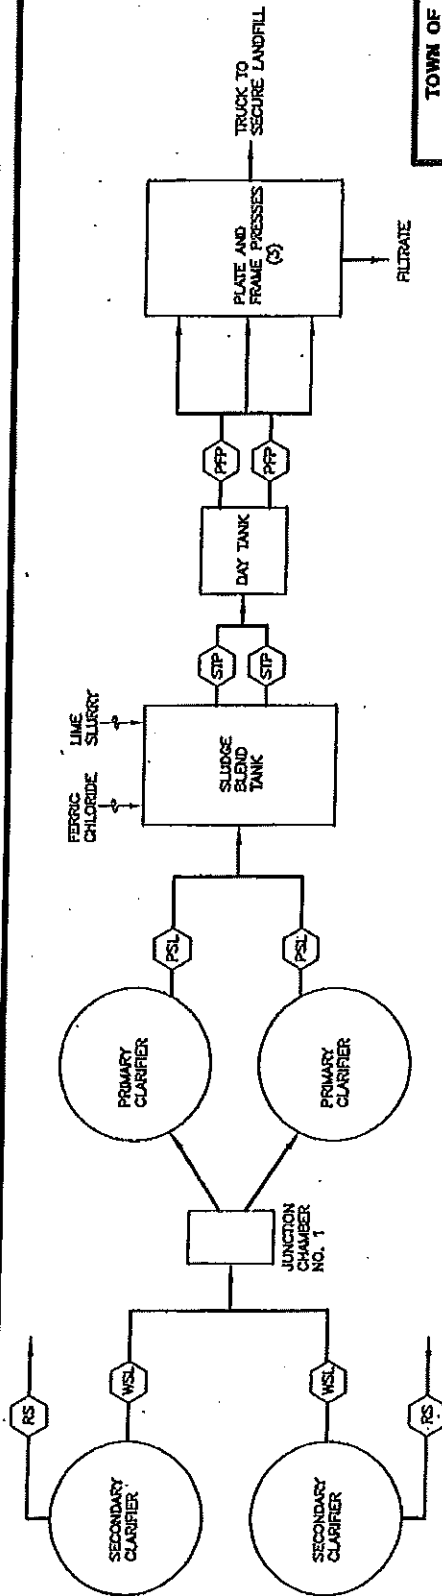 RS
SECONDARY
CLARIFIER
WSL
SECONDARY
CLARIFIER
WSL
RS
JUNCTION
CHAMBER
NO. 1
PRIMARY
CLARIFIER
PSL
PRIMARY
CLARIFIER
PSL
FERRIC
CHLORIDE
LIME
SLURRY
SLUDGE
BLEND
TANK
STP
STP
DAY TANK
PFP
PFP
PLATE AND
FRAME PRESSES
(3)
TRUCK TO
SECURE LANDFILL
FILTRATE
TOWN OF